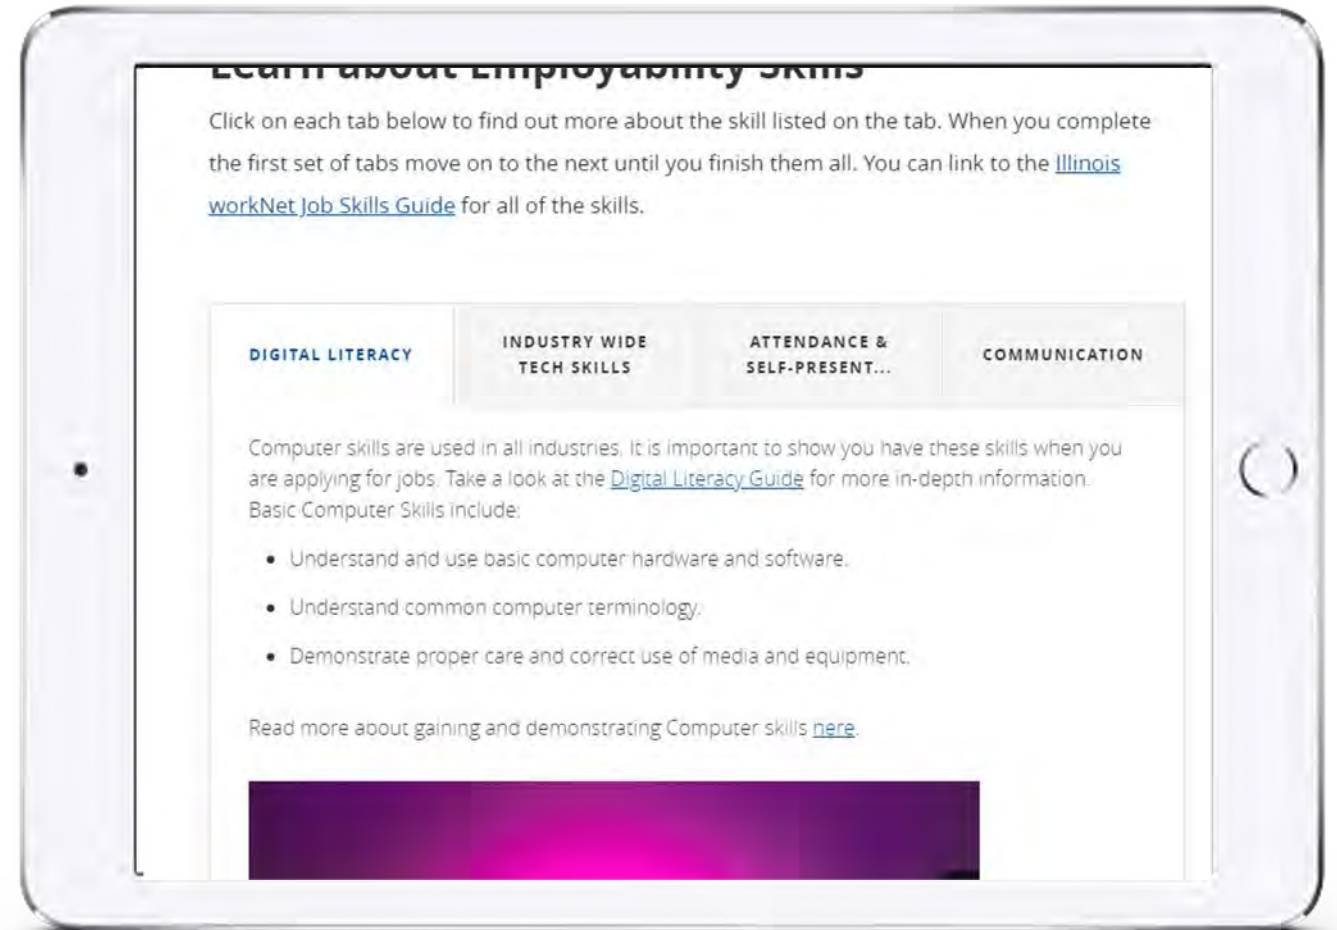 Learn about Employability Skills
Click on each tab below to find out more about the skill listed on the tab. When you complete
the first set of tabs move on to the next until you finish them all. You can link to the Illinois
workNet Job Skills Guide for all of the skills.
DIGITAL LITERACY
INDUSTRY WIDE
TECH SKILLS
ATTENDANCE &
SELF-PRESENT...
COMMUNICATION
Computer skills are used in all industries. It is important to show you have these skills when you
are applying for jobs. Take a look at the Digital Literacy Guide for more in-depth information.
Basic Computer Skills include:
• Understand and use basic computer hardware and software.
• Understand common computer terminology.
• Demonstrate proper care and correct use of media and equipment.
Read more about gaining and demonstrating Computer skills here.